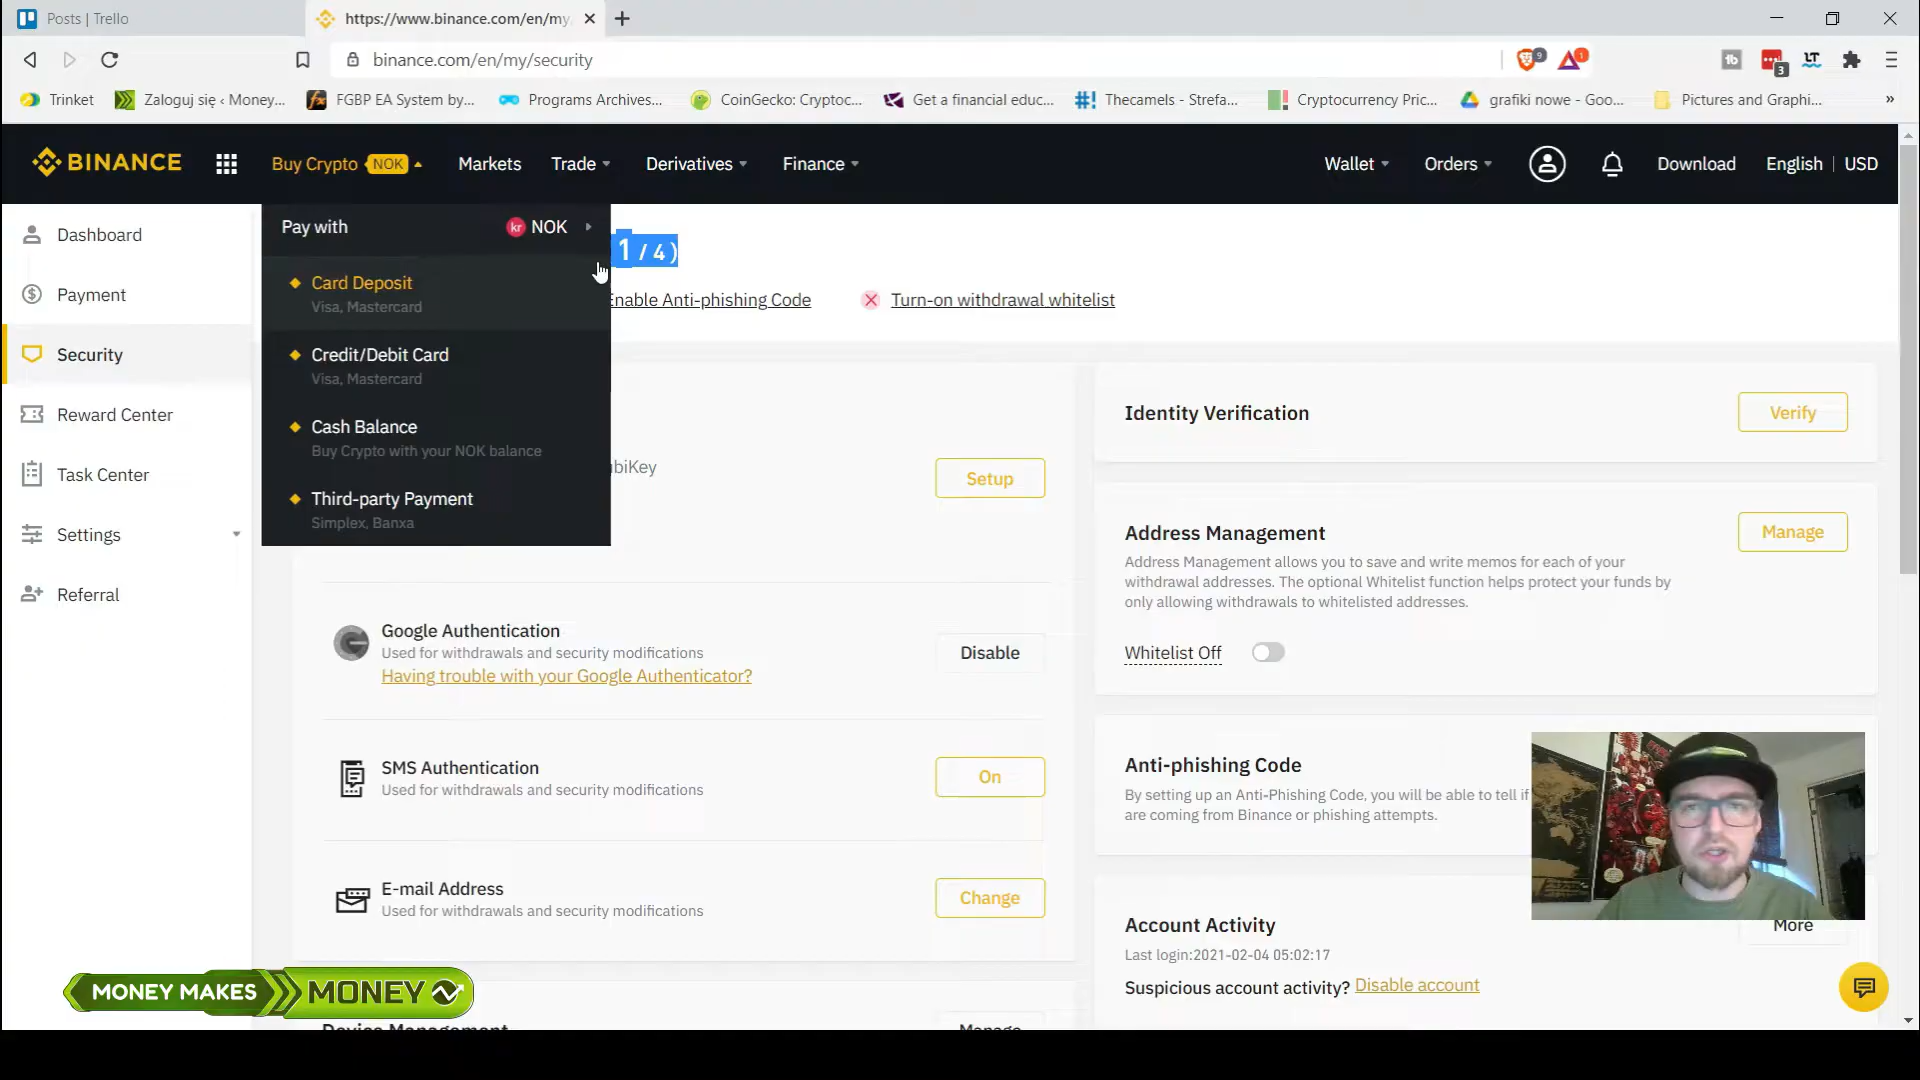 Posts | Trello
https://www.binance.com/en/my
binance.com/en/my/security
9
1
3
Trinket
Zaloguj się ‹ Money...
FGBP EA System by...
Programs Archives...
CoinGecko: Cryptoc...
Get a financial educ...
Thecamels - Strefa...
Cryptocurrency Pric...
grafiki nowe - Goo...
Pictures and Graphi...
»
BINANCE
Buy Crypto NOK
Markets
Trade
Derivatives
Finance
Wallet
Orders
Download
English | USD
Dashboard
Payment
Security
Reward Center
Task Center
Settings
Referral
Pay with
kr NOK
Card Deposit
Visa, Mastercard
Credit/Debit Card
Visa, Mastercard
Cash Balance
Buy Crypto with your NOK balance
Third-party Payment
Simplex, Banxa
1 / 4 )
Enable Anti-phishing Code
Turn-on withdrawal whitelist
biKey
Setup
Google Authentication
Used for withdrawals and security modifications
Having trouble with your Google Authenticator?
Disable
SMS Authentication
Used for withdrawals and security modifications
On
E-mail Address
Used for withdrawals and security modifications
Change
Device Management
Manage
Identity Verification
Verify
Address Management
Manage
Address Management allows you to save and write memos for each of your
withdrawal addresses. The optional Whitelist function helps protect your funds by
only allowing withdrawals to whitelisted addresses.
Whitelist Off
Anti-phishing Code
By setting up an Anti-Phishing Code, you will be able to tell if
are coming from Binance or phishing attempts.
Account Activity
More
Last login:2021-02-04 05:02:17
Suspicious account activity? Disable account
MONEY MAKES MONEY